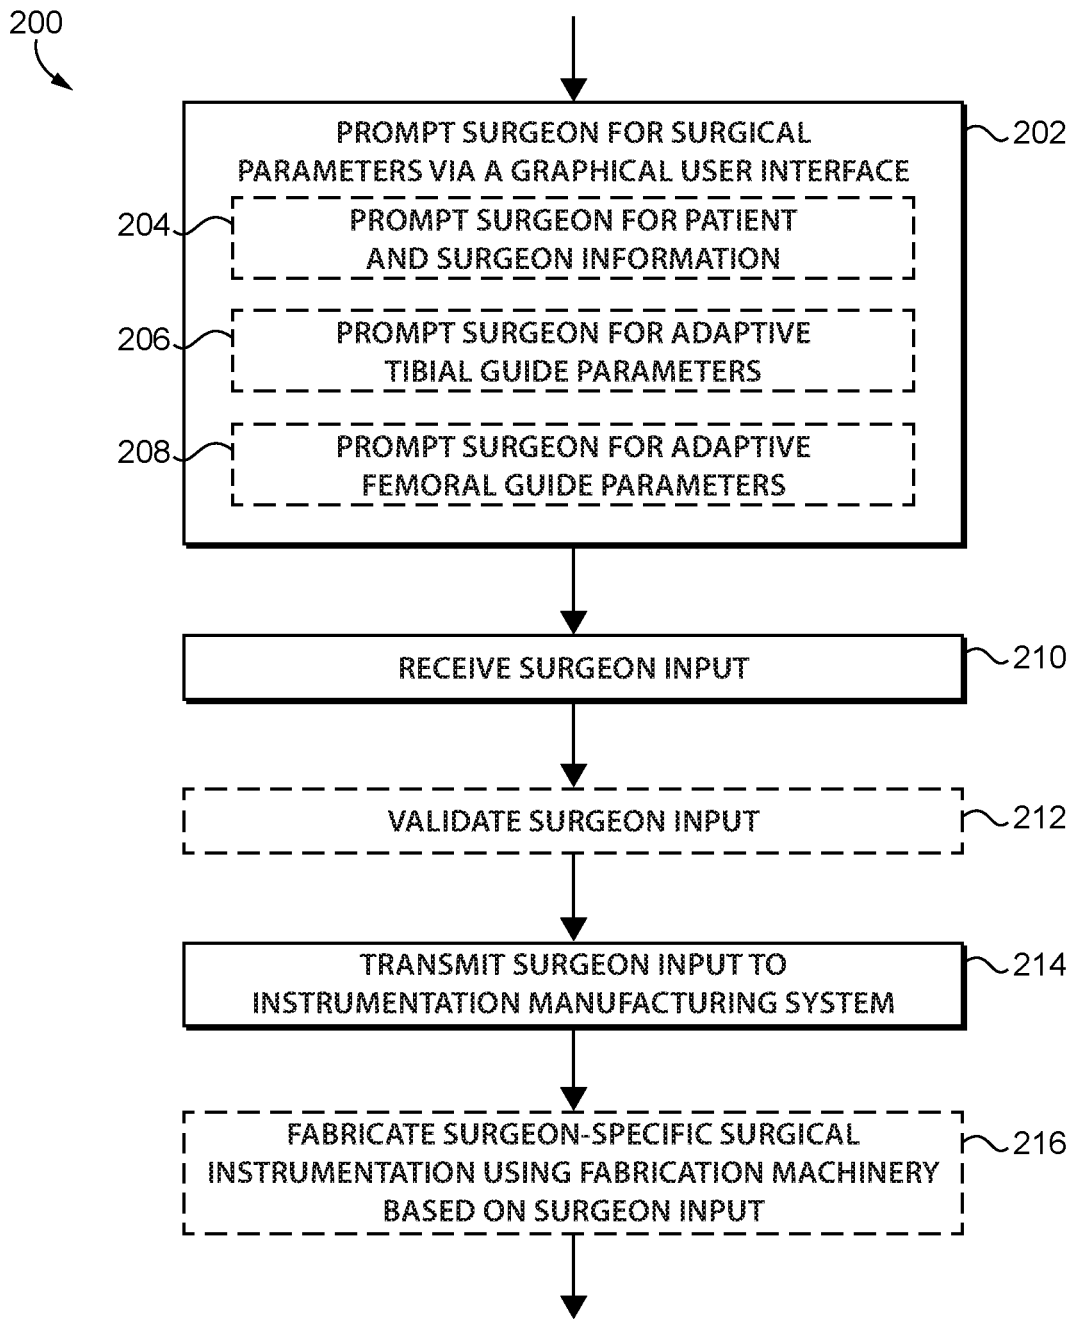 200
PROMPT SURGEON FOR SURGICAL
PARAMETERS VIA A GRAPHICAL USER INTERFACE
202
204
PROMPT SURGEON FOR PATIENT
AND SURGEON INFORMATION
206
PROMPT SURGEON FOR ADAPTIVE
TIBIAL GUIDE PARAMETERS
208
PROMPT SURGEON FOR ADAPTIVE
FEMORAL GUIDE PARAMETERS
RECEIVE SURGEON INPUT
210
VALIDATE SURGEON INPUT
212
TRANSMIT SURGEON INPUT TO
INSTRUMENTATION MANUFACTURING SYSTEM
214
FABRICATE SURGEON-SPECIFIC SURGICAL
INSTRUMENTATION USING FABRICATION MACHINERY
BASED ON SURGEON INPUT
216